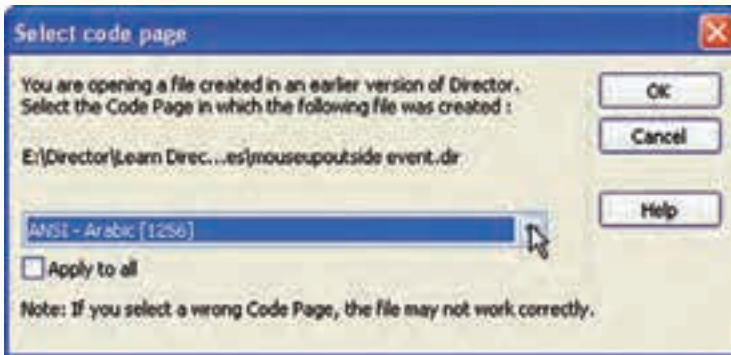 Select code page
You are opening a file created in an earlier version of Director.
Select the Code Page in which the following file was created :
E:\Director\Learn Direc...es\mouseupoutside event.dir
ANSI - Arabic [1256]
Apply to all
Note: If you select a wrong Code Page, the file may not work correctly.
OK
Cancel
Help